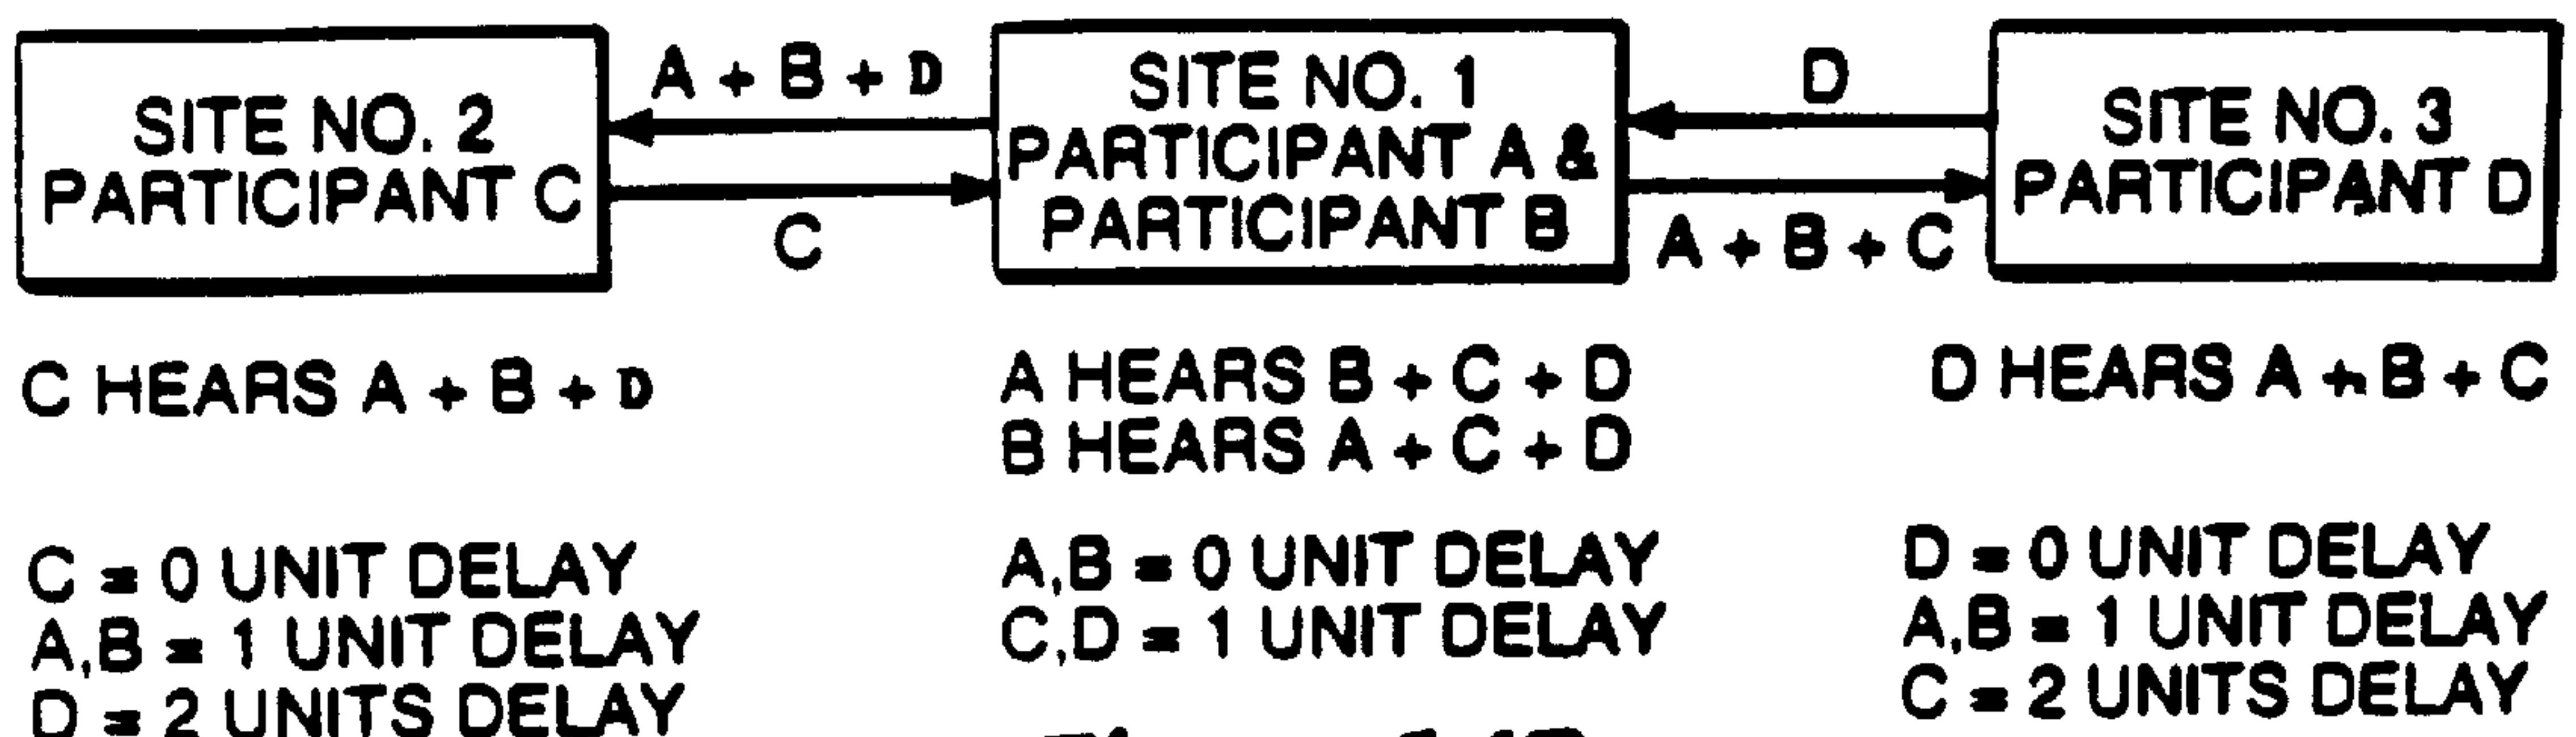 SITE NO. 2
PARTICIPANT C
A + B + D
C
SITE NO. 1
PARTICIPANT A &
PARTICIPANT B
D
A + B + C
SITE NO. 3
PARTICIPANT D
C HEARS A + B + D
A HEARS B + C + D
B HEARS A + C + D
D HEARS A + B + C
C = 0 UNIT DELAY
A,B = 1 UNIT DELAY
D = 2 UNITS DELAY
A,B = 0 UNIT DELAY
C,D = 1 UNIT DELAY
D = 0 UNIT DELAY
A,B = 1 UNIT DELAY
C = 2 UNITS DELAY